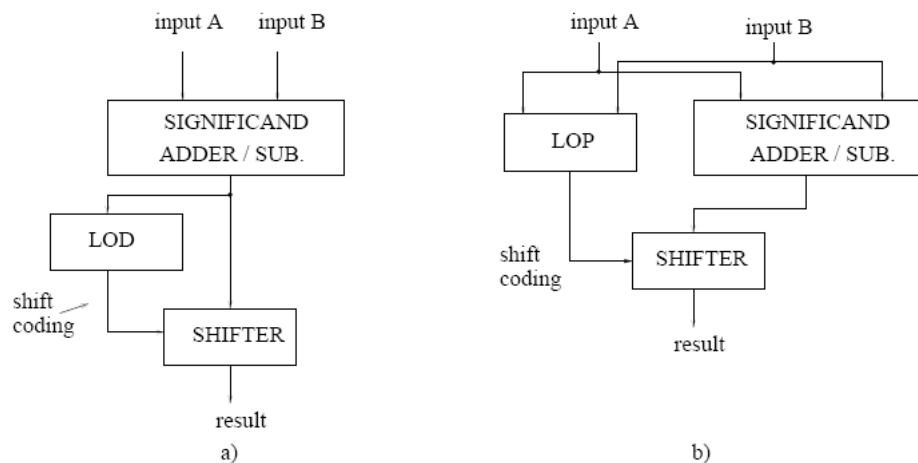 input A
input B
SIGNIFICAND
ADDER / SUB.
LOD
shift
coding
SHIFTER
result
a)
input A
input B
LOP
SIGNIFICAND
ADDER / SUB.
shift
coding
SHIFTER
result
b)